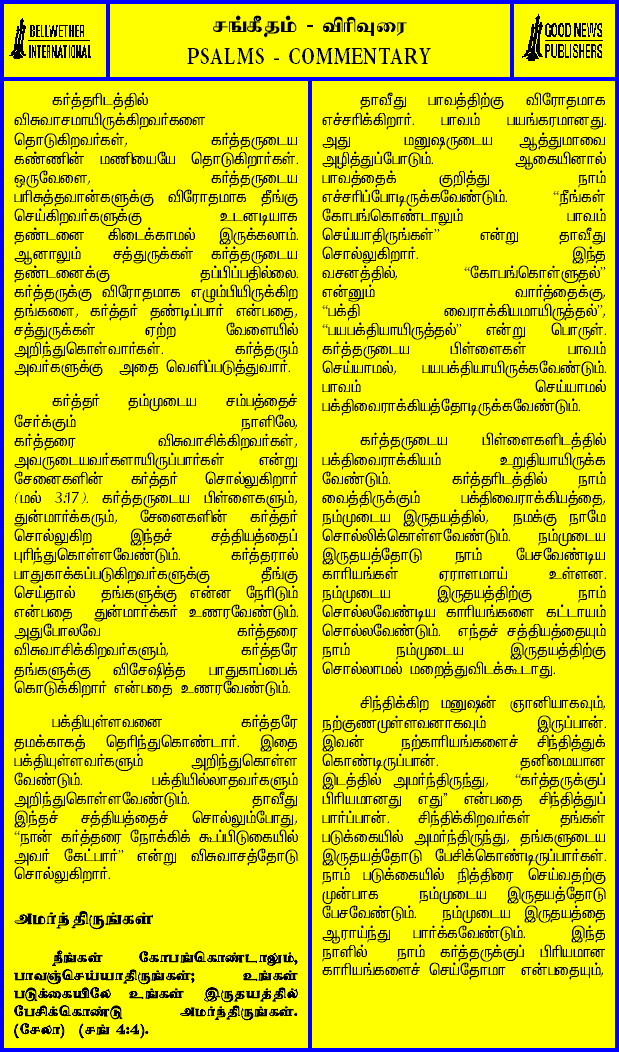 BELLWETHER
INTERNATIONAL
சங்கீதம் - விரிவுரை
PSALMS - COMMENTARY
GOOD NEWS
PUBLISHERS
கர்த்தரிடத்தில்
விசுவாசமாயிருக்கிறவர்களை
தொடுகிறவர்கள், கர்த்தருடைய
கண்ணின் மணியையே தொடுகிறார்கள்.
ஒருவேளை, கர்த்தருடைய
பரிசுத்தவான்களுக்கு விரோதமாக தீங்கு
செய்கிறவர்களுக்கு உடனடியாக
தண்டனை கிடைக்காமல் இருக்கலாம்.
ஆனாலும் சத்துருக்கள் கர்த்தருடைய
தண்டனைக்கு தப்பிப்பதில்லை.
கர்த்தருக்கு விரோதமாக எழும்பியிருக்கிற
தங்களை, கர்த்தர் தண்டிப்பார் என்பதை,
சத்துருக்கள் ஏற்ற வேளையில்
அறிந்துகொள்வார்கள். கர்த்தரும்
அவர்களுக்கு அதை வெளிப்படுத்துவார்.
கர்த்தர் தம்முடைய சம்பத்தைச்
சேர்க்கும் நாளிலே,
கர்த்தரை விசுவாசிக்கிறவர்கள்,
அவருடையவர்களாயிருப்பார்கள் என்று
சேனைகளின் கர்த்தர் சொல்லுகிறார்
(மல் 3:17). கர்த்தருடைய பிள்ளைகளும்,
துன்மார்க்கரும், சேனைகளின் கர்த்தர்
சொல்லுகிற இந்தச் சத்தியத்தைப்
புரிந்துகொள்ளவேண்டும். கர்த்தரால்
பாதுகாக்கப்படுகிறவர்களுக்கு தீங்கு
செய்தால் தங்களுக்கு என்ன நேரிடும்
என்பதை துன்மார்க்கர் உணரவேண்டும்.
அதுபோலவே கர்த்தரை
விசுவாசிக்கிறவர்களும், கர்த்தரே
தங்களுக்கு விசேஷித்த பாதுகாப்பைக்
கொடுக்கிறார் என்பதை உணரவேண்டும்.
பக்தியுள்ளவனை கர்த்தரே
தமக்காகத் தெரிந்துகொண்டார். இதை
பக்தியுள்ளவர்களும் அறிந்துகொள்ள
வேண்டும். பக்தியில்லாதவர்களும்
அறிந்துகொள்ளவேண்டும். தாவீது
இந்தச் சத்தியத்தைச் சொல்லும்போது,
“நான் கர்த்தரை நோக்கிக் கூப்பிடுகையில்
அவர் கேட்பார்” என்று விசுவாசத்தோடு
சொல்லுகிறார்.
அமர்ந்திருங்கள்
நீங்கள் கோபங்கொண்டாலும்,
பாவஞ்செய்யாதிருங்கள்; உங்கள்
படுக்கையிலே உங்கள் இருதயத்தில்
பேசிக்கொண்டு அமர்ந்திருங்கள்.
(சேலா) (சங் 4:4).
தாவீது பாவத்திற்கு விரோதமாக
எச்சரிக்கிறார். பாவம் பயங்கரமானது.
அது மனுஷருடைய ஆத்துமாவை
அழித்துப்போடும். ஆகையினால்
பாவத்தைக் குறித்து நாம்
எச்சரிப்போடிருக்கவேண்டும். “நீங்கள்
கோபங்கொண்டாலும் பாவம்
செய்யாதிருங்கள்” என்று தாவீது
சொல்லுகிறார். இந்த
வசனத்தில், “கோபங்கொள்ளுதல்”
என்னும் வார்த்தைக்கு,
“பக்தி வைராக்கியமாயிருத்தல்”,
“பயபக்தியாயிருத்தல்” என்று பொருள்.
கர்த்தருடைய பிள்ளைகள் பாவம்
செய்யாமல், பயபக்தியாயிருக்கவேண்டும்.
பாவம் செய்யாமல்
பக்திவைராக்கியத்தோடிருக்கவேண்டும்.
கர்த்தருடைய பிள்ளைகளிடத்தில்
பக்திவைராக்கியம் உறுதியாயிருக்க
வேண்டும். கர்த்தரிடத்தில் நாம்
வைத்திருக்கும் பக்திவைராக்கியத்தை,
நம்முடைய இருதயத்தில், நமக்கு நாமே
சொல்லிக்கொள்ளவேண்டும். நம்முடைய
இருதயத்தோடு நாம் பேசவேண்டிய
காரியங்கள் ஏராளமாய் உள்ளன.
நம்முடைய இருதயத்திற்கு நாம்
சொல்லவேண்டிய காரியங்களை கட்டாயம்
சொல்லவேண்டும். எந்தச் சத்தியத்தையும்
நாம் நம்முடைய இருதயத்திற்கு
சொல்லாமல் மறைத்துவிடக்கூடாது.
சிந்திக்கிற மனுஷன் ஞானியாகவும்,
நற்குணமுள்ளவனாகவும் இருப்பான்.
இவன் நற்காரியங்களைச் சிந்தித்துக்
கொண்டிருப்பான். தனிமையான
இடத்தில் அமர்ந்திருந்து, “கர்த்தருக்குப்
பிரியமானது எது” என்பதை சிந்தித்துப்
பார்ப்பான். சிந்திக்கிறவர்கள் தங்கள்
படுக்கையில் அமர்ந்திருந்து, தங்களுடைய
இருதயத்தோடு பேசிக்கொண்டிருப்பார்கள்.
நாம் படுக்கையில் நித்திரை செய்வதற்கு
முன்பாக நம்முடைய இருதயத்தோடு
பேசவேண்டும். நம்முடைய இருதயத்தை
ஆராய்ந்து பார்க்கவேண்டும். இந்த
நாளில் நாம் கர்த்தருக்குப் பிரியமான
காரியங்களைச் செய்தோமா என்பதையும்,